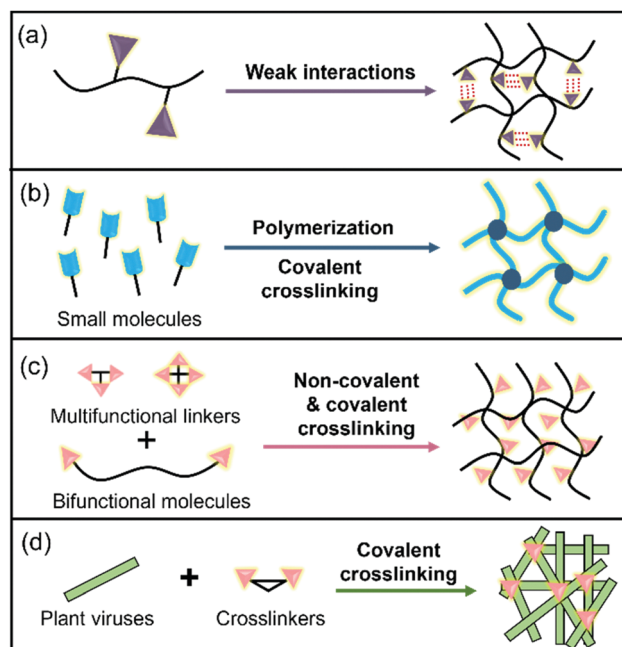 (a)
Weak interactions
(b)
Polymerization
Covalent
crosslinking
Small molecules
(c)
Multifunctional linkers
+
Bifunctional molecules
Non-covalent
& covalent
crosslinking
(d)
+
Plant viruses
Crosslinkers
Covalent
crosslinking